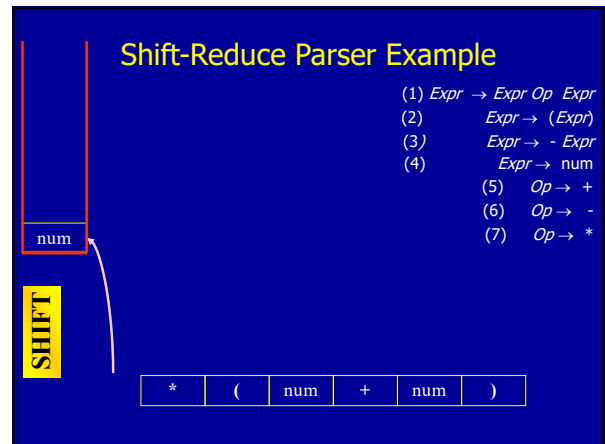 Shift-Reduce Parser Example
(1) Expr → Expr Op Expr
(2) Expr → (Expr)
(3) Expr → - Expr
(4) Expr → num
(5) Op → +
(6) Op → -
(7) Op → *
num
SHIFT
* ( num + num )